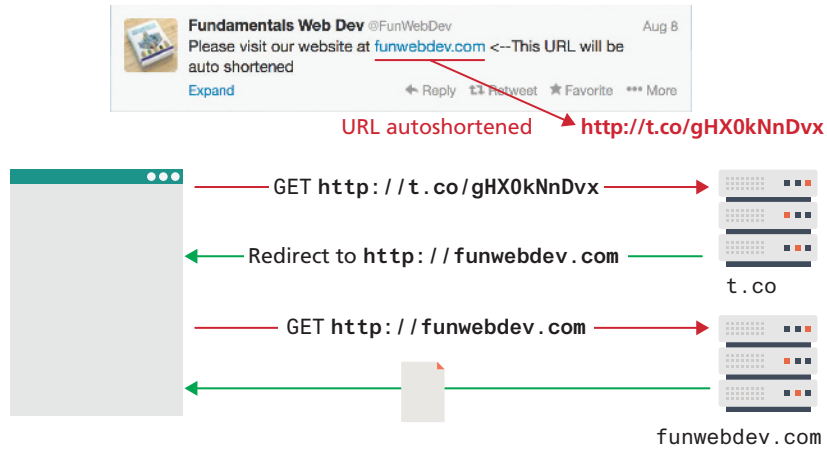 Fundamentals Web Dev @FunWebDev Aug 8
Please visit our website at funwebdev.com <--This URL will be
auto shortened
Expand Reply Retweet Favorite More
URL autoshortened http://t.co/gHX0kNnDvx
GET http://t.co/gHX0kNnDvx
Redirect to http://funwebdev.com
t.co
GET http://funwebdev.com
funwebdev.com